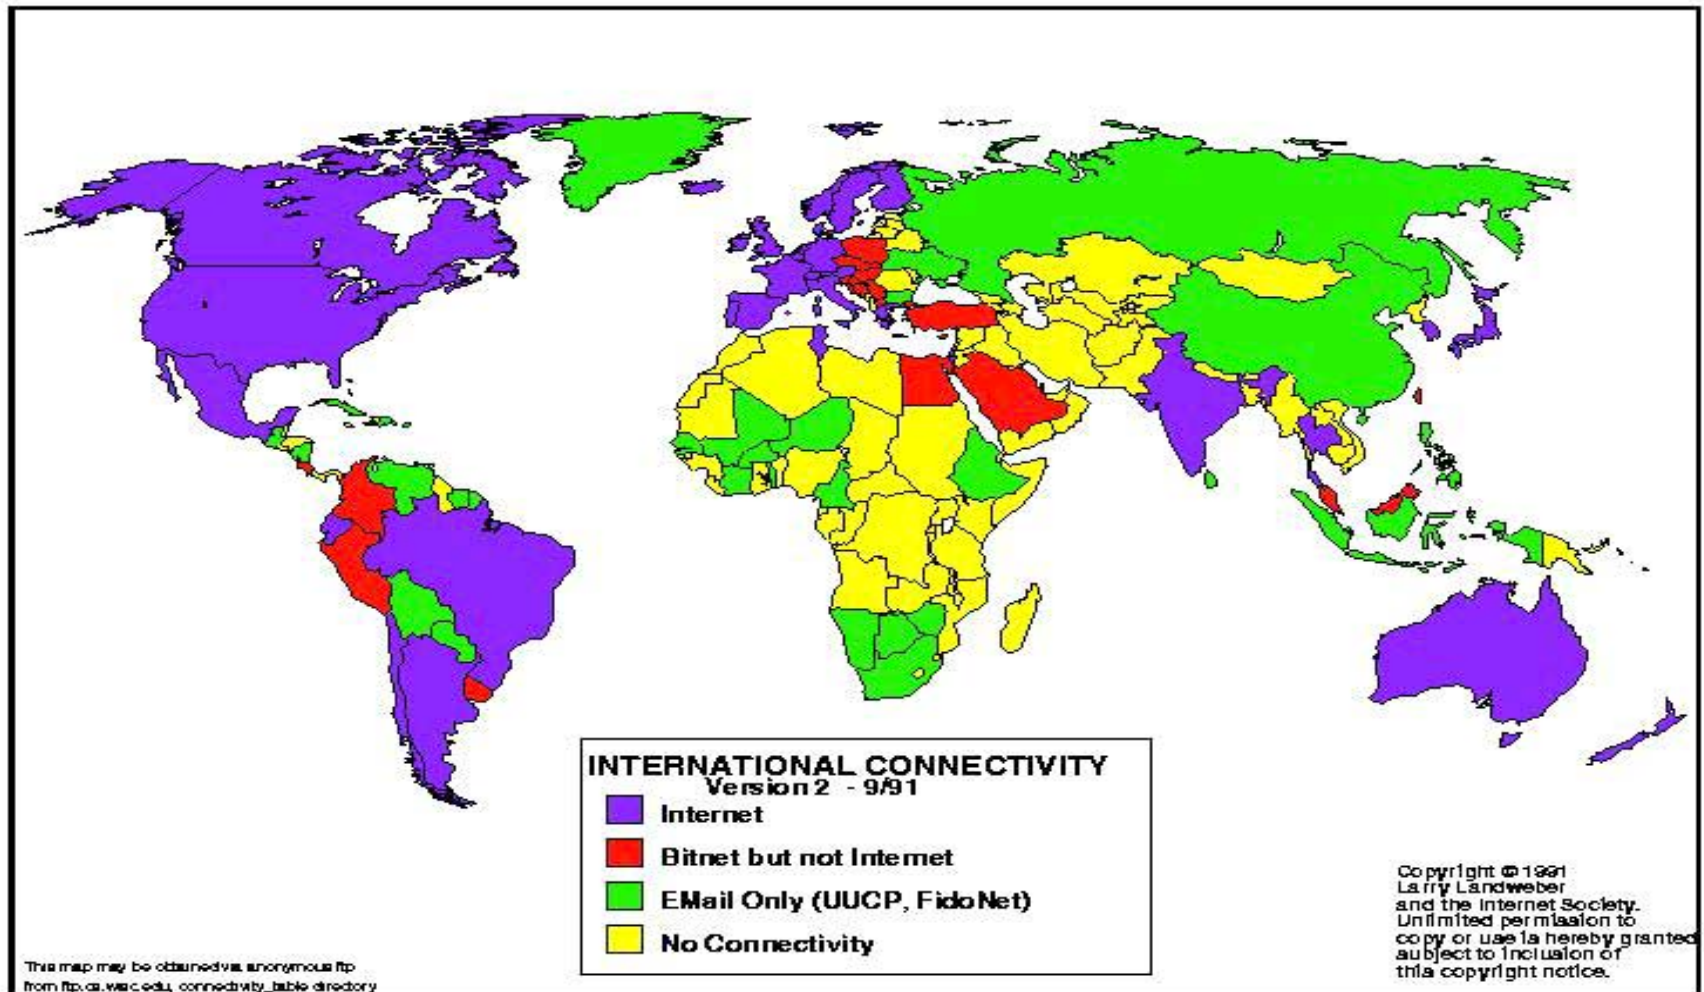 INTERNATIONAL CONNECTIVITY
Version 2 - 9/91
Internet
Bitnet but not Internet
EMail Only (UUCP, FidoNet)
No Connectivity
Copyright © 1991
Larry Landweber
and the Internet Society.
Unlimited permission to
copy or use is hereby granted
subject to inclusion of
this copyright notice.
This map may be obtained via anonymous ftp
from ftp.cs.wisc.edu, connectivity_table directory